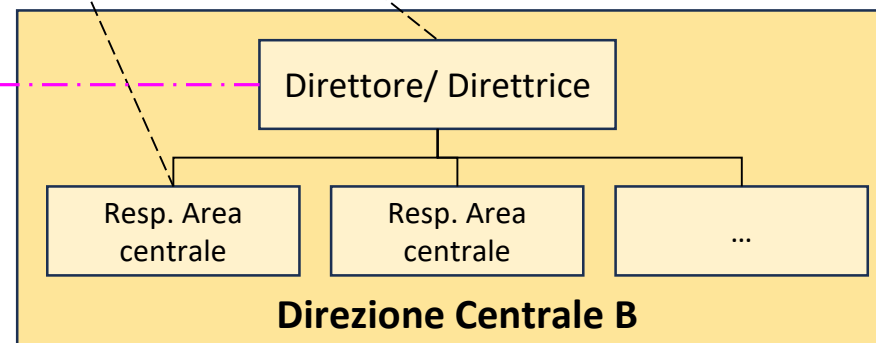 Direttore/ Direttrice
Resp. Area
centrale
Resp. Area
centrale
...
Direzione Centrale B